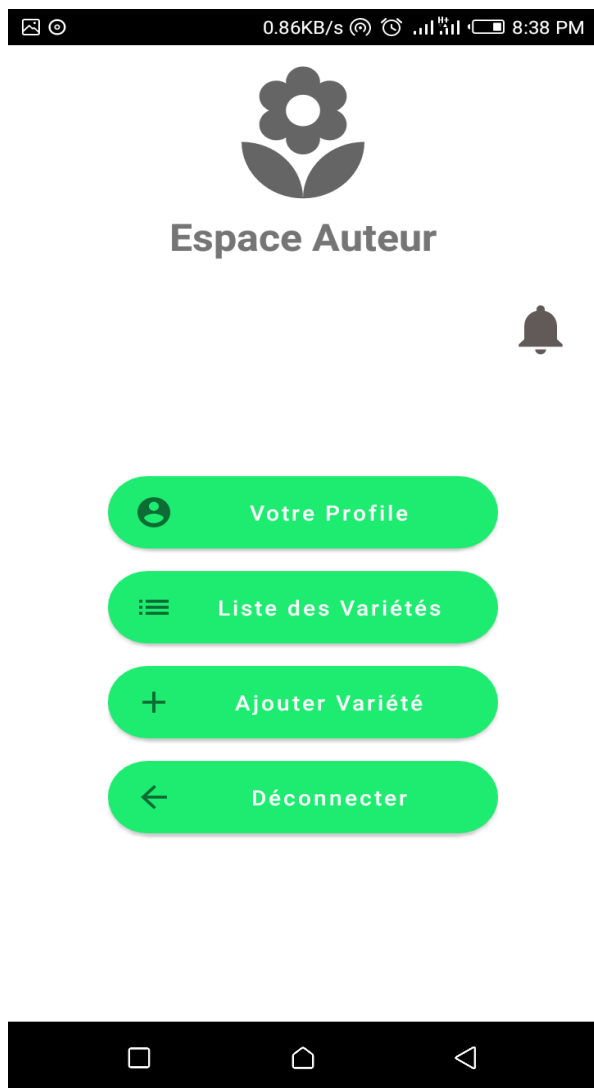 0.86KB/s H+ 8:38 PM
Espace Auteur
Votre Profile
Liste des Variétés
Ajouter Variété
Déconnecter